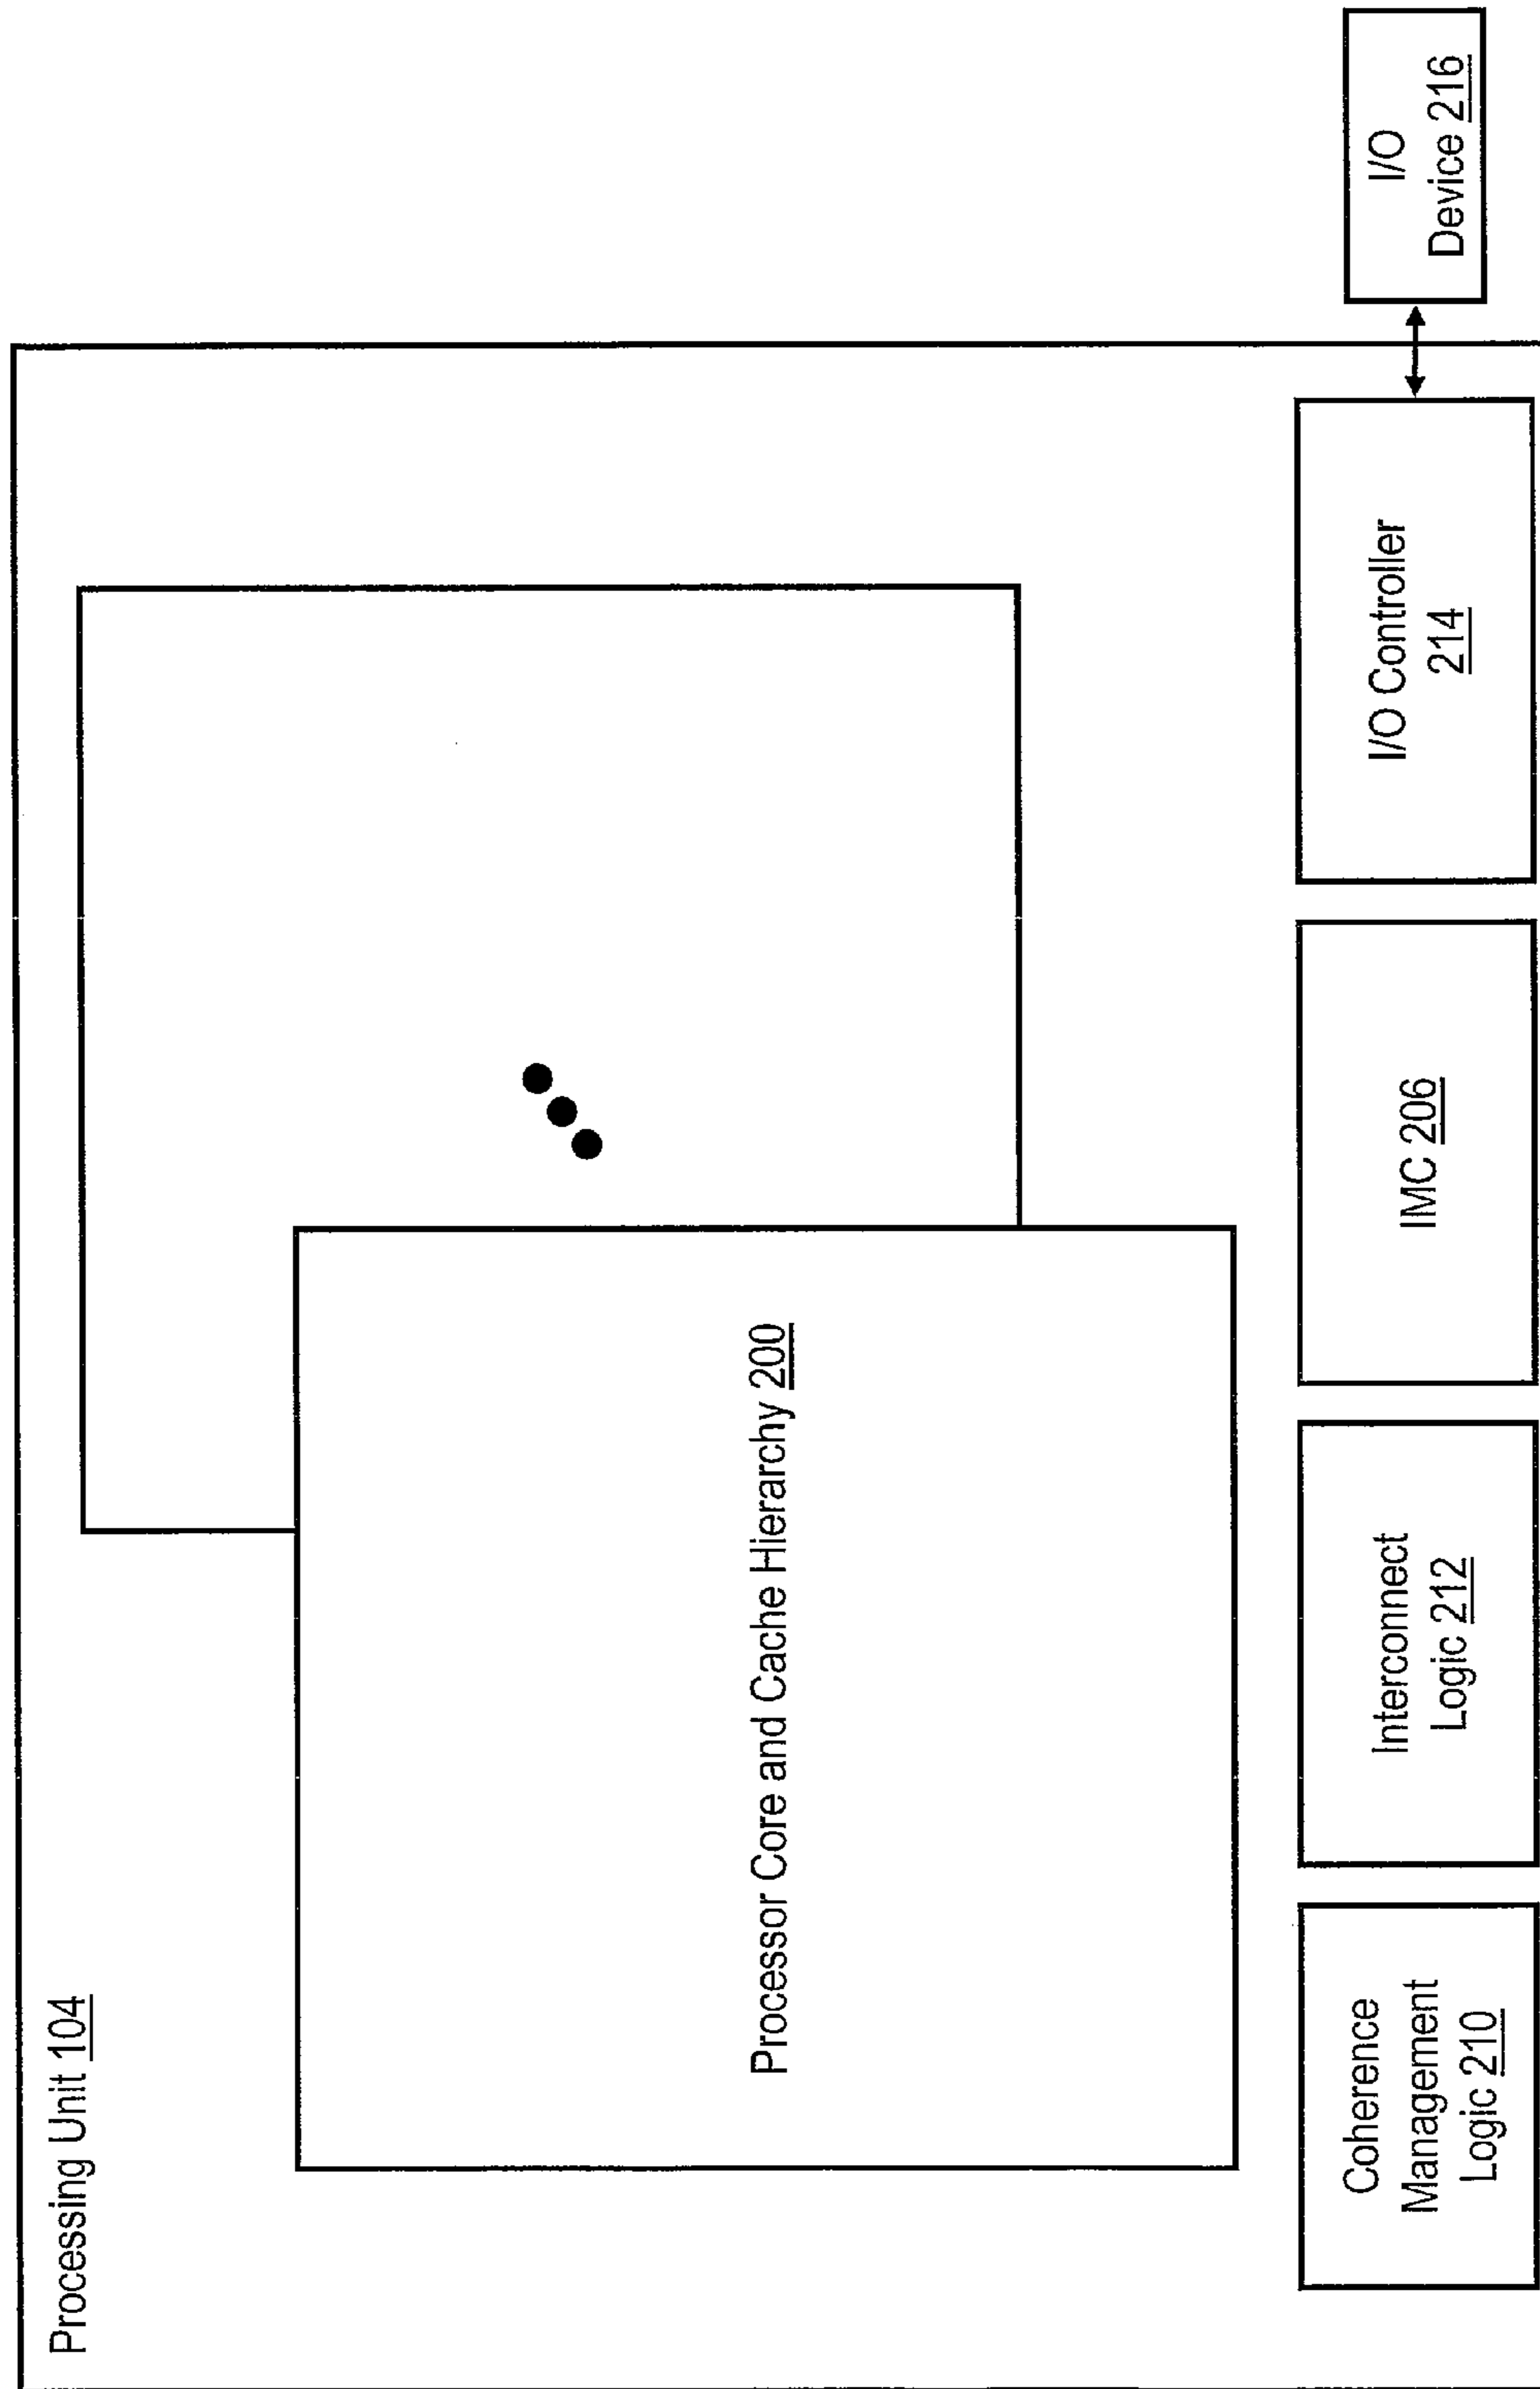 Processing Unit 104
Processor Core and Cache Hierarchy 200
Coherence
Management
Logic 210
Interconnect
Logic 212
IMC 206
I/O Controller
214
I/O
Device 216